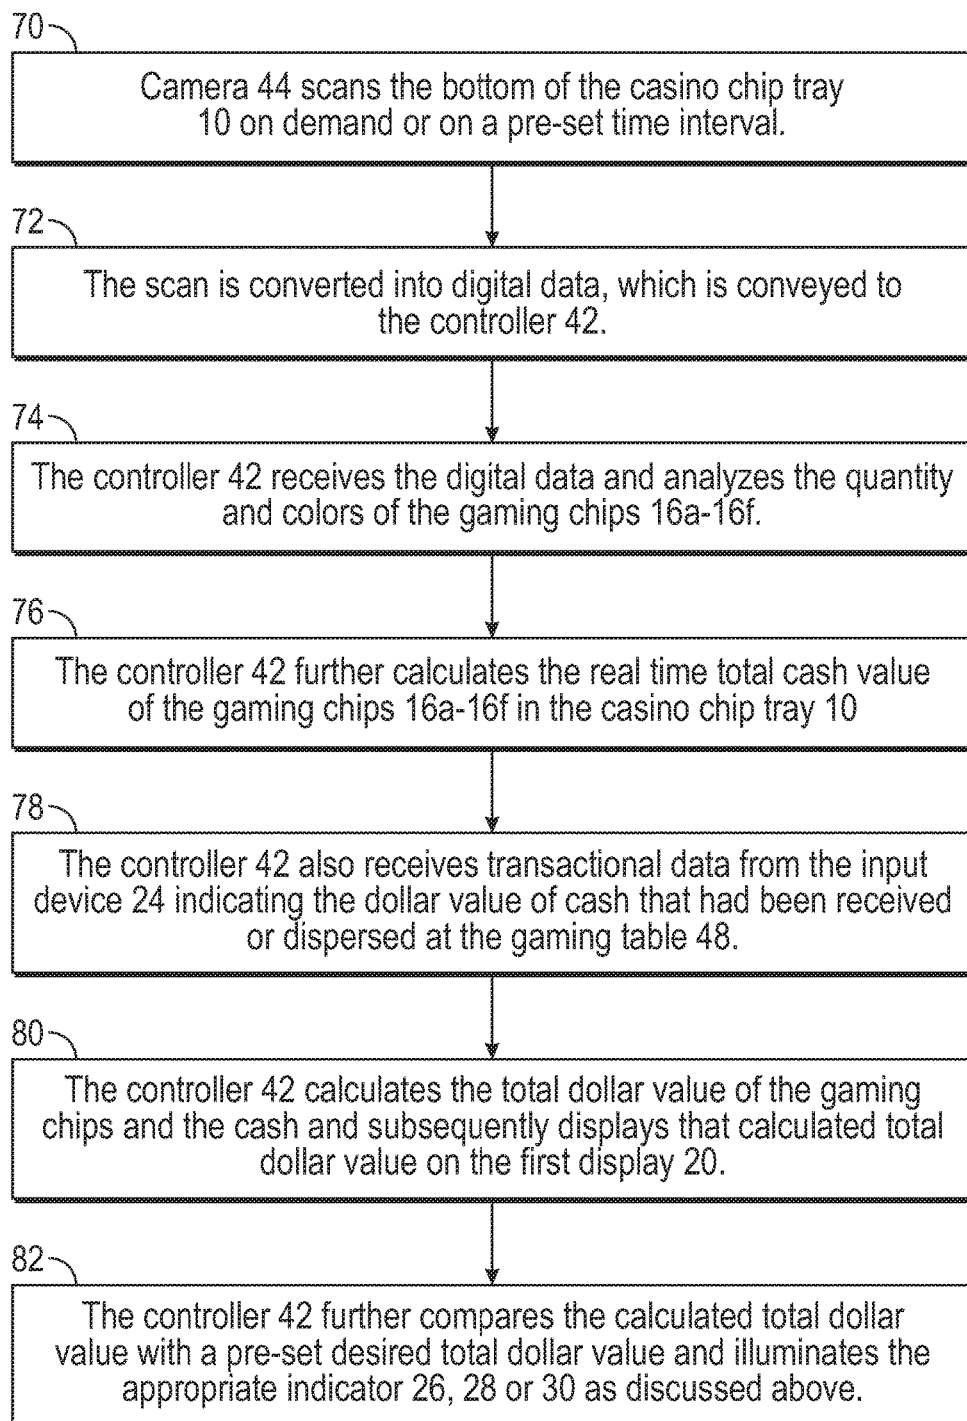 70
Camera 44 scans the bottom of the casino chip tray
10 on demand or on a pre-set time interval.
72
The scan is converted into digital data, which is conveyed to
the controller 42.
74
The controller 42 receives the digital data and analyzes the quantity
and colors of the gaming chips 16a-16f.
76
The controller 42 further calculates the real time total cash value
of the gaming chips 16a-16f in the casino chip tray 10
78
The controller 42 also receives transactional data from the input
device 24 indicating the dollar value of cash that had been received
or dispersed at the gaming table 48.
80
The controller 42 calculates the total dollar value of the gaming
chips and the cash and subsequently displays that calculated total
dollar value on the first display 20.
82
The controller 42 further compares the calculated total dollar
value with a pre-set desired total dollar value and illuminates the
appropriate indicator 26, 28 or 30 as discussed above.